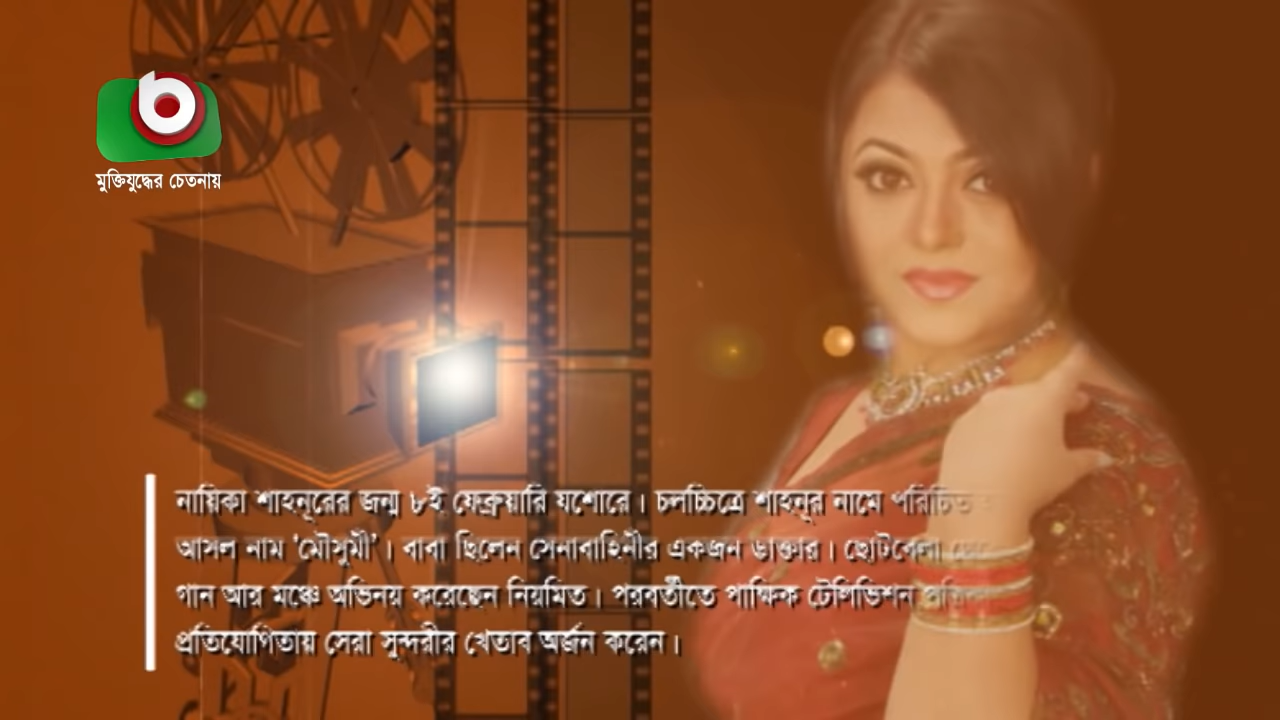 মুক্তিযুদ্ধের চেতনায়
নায়িকা শাহনূরের জন্ম ৮ই ফেব্রুয়ারি যশোরে। চলচ্চিত্রে শাহনূর নামে পরিচিত
আসল নাম ‘মৌসুমী’। বাবা ছিলেন সেনাবাহিনীর একজন ডাক্তার। ছোটবেলা
গান আর মঞ্চে অভিনয় করেছেন নিয়মিত। পরবর্তীতে পাক্ষিক টেলিভিশন
প্রতিযোগিতায় সেরা সুন্দরীর খেতাব অর্জন করেন।